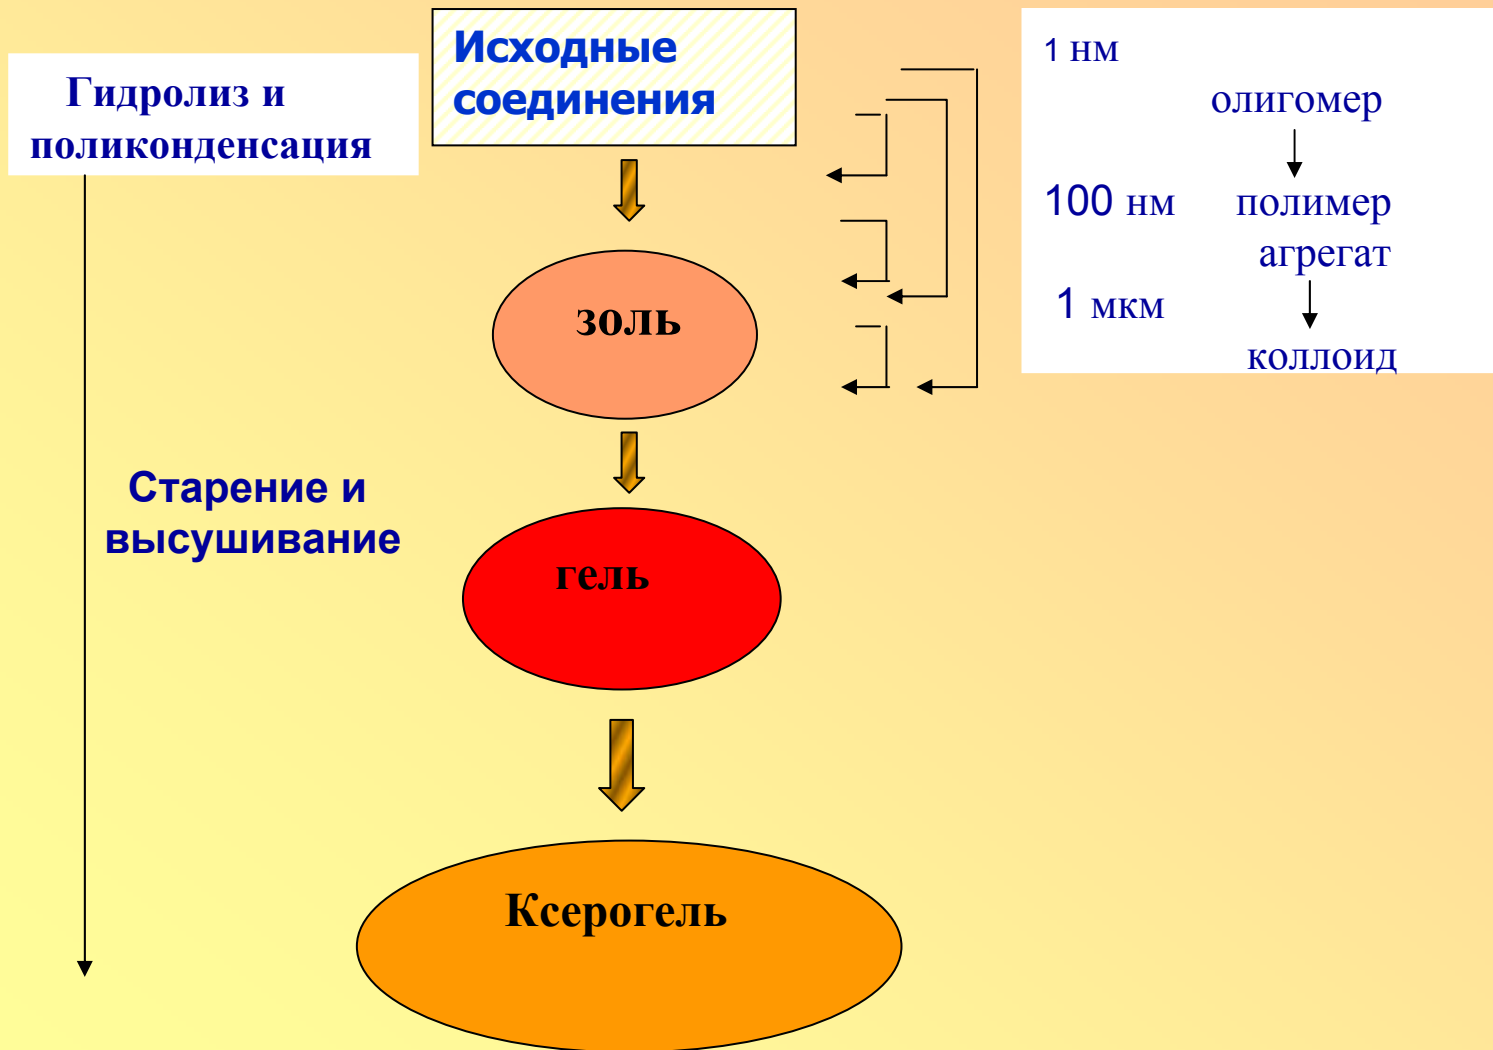 Гидролиз и
поликонденсация
Исходные
соединения
1 нм
олигомер
100 нм полимер
агрегат
1 мкм
коллоид
золь
Старение и
высушивание
гель
Ксерогель